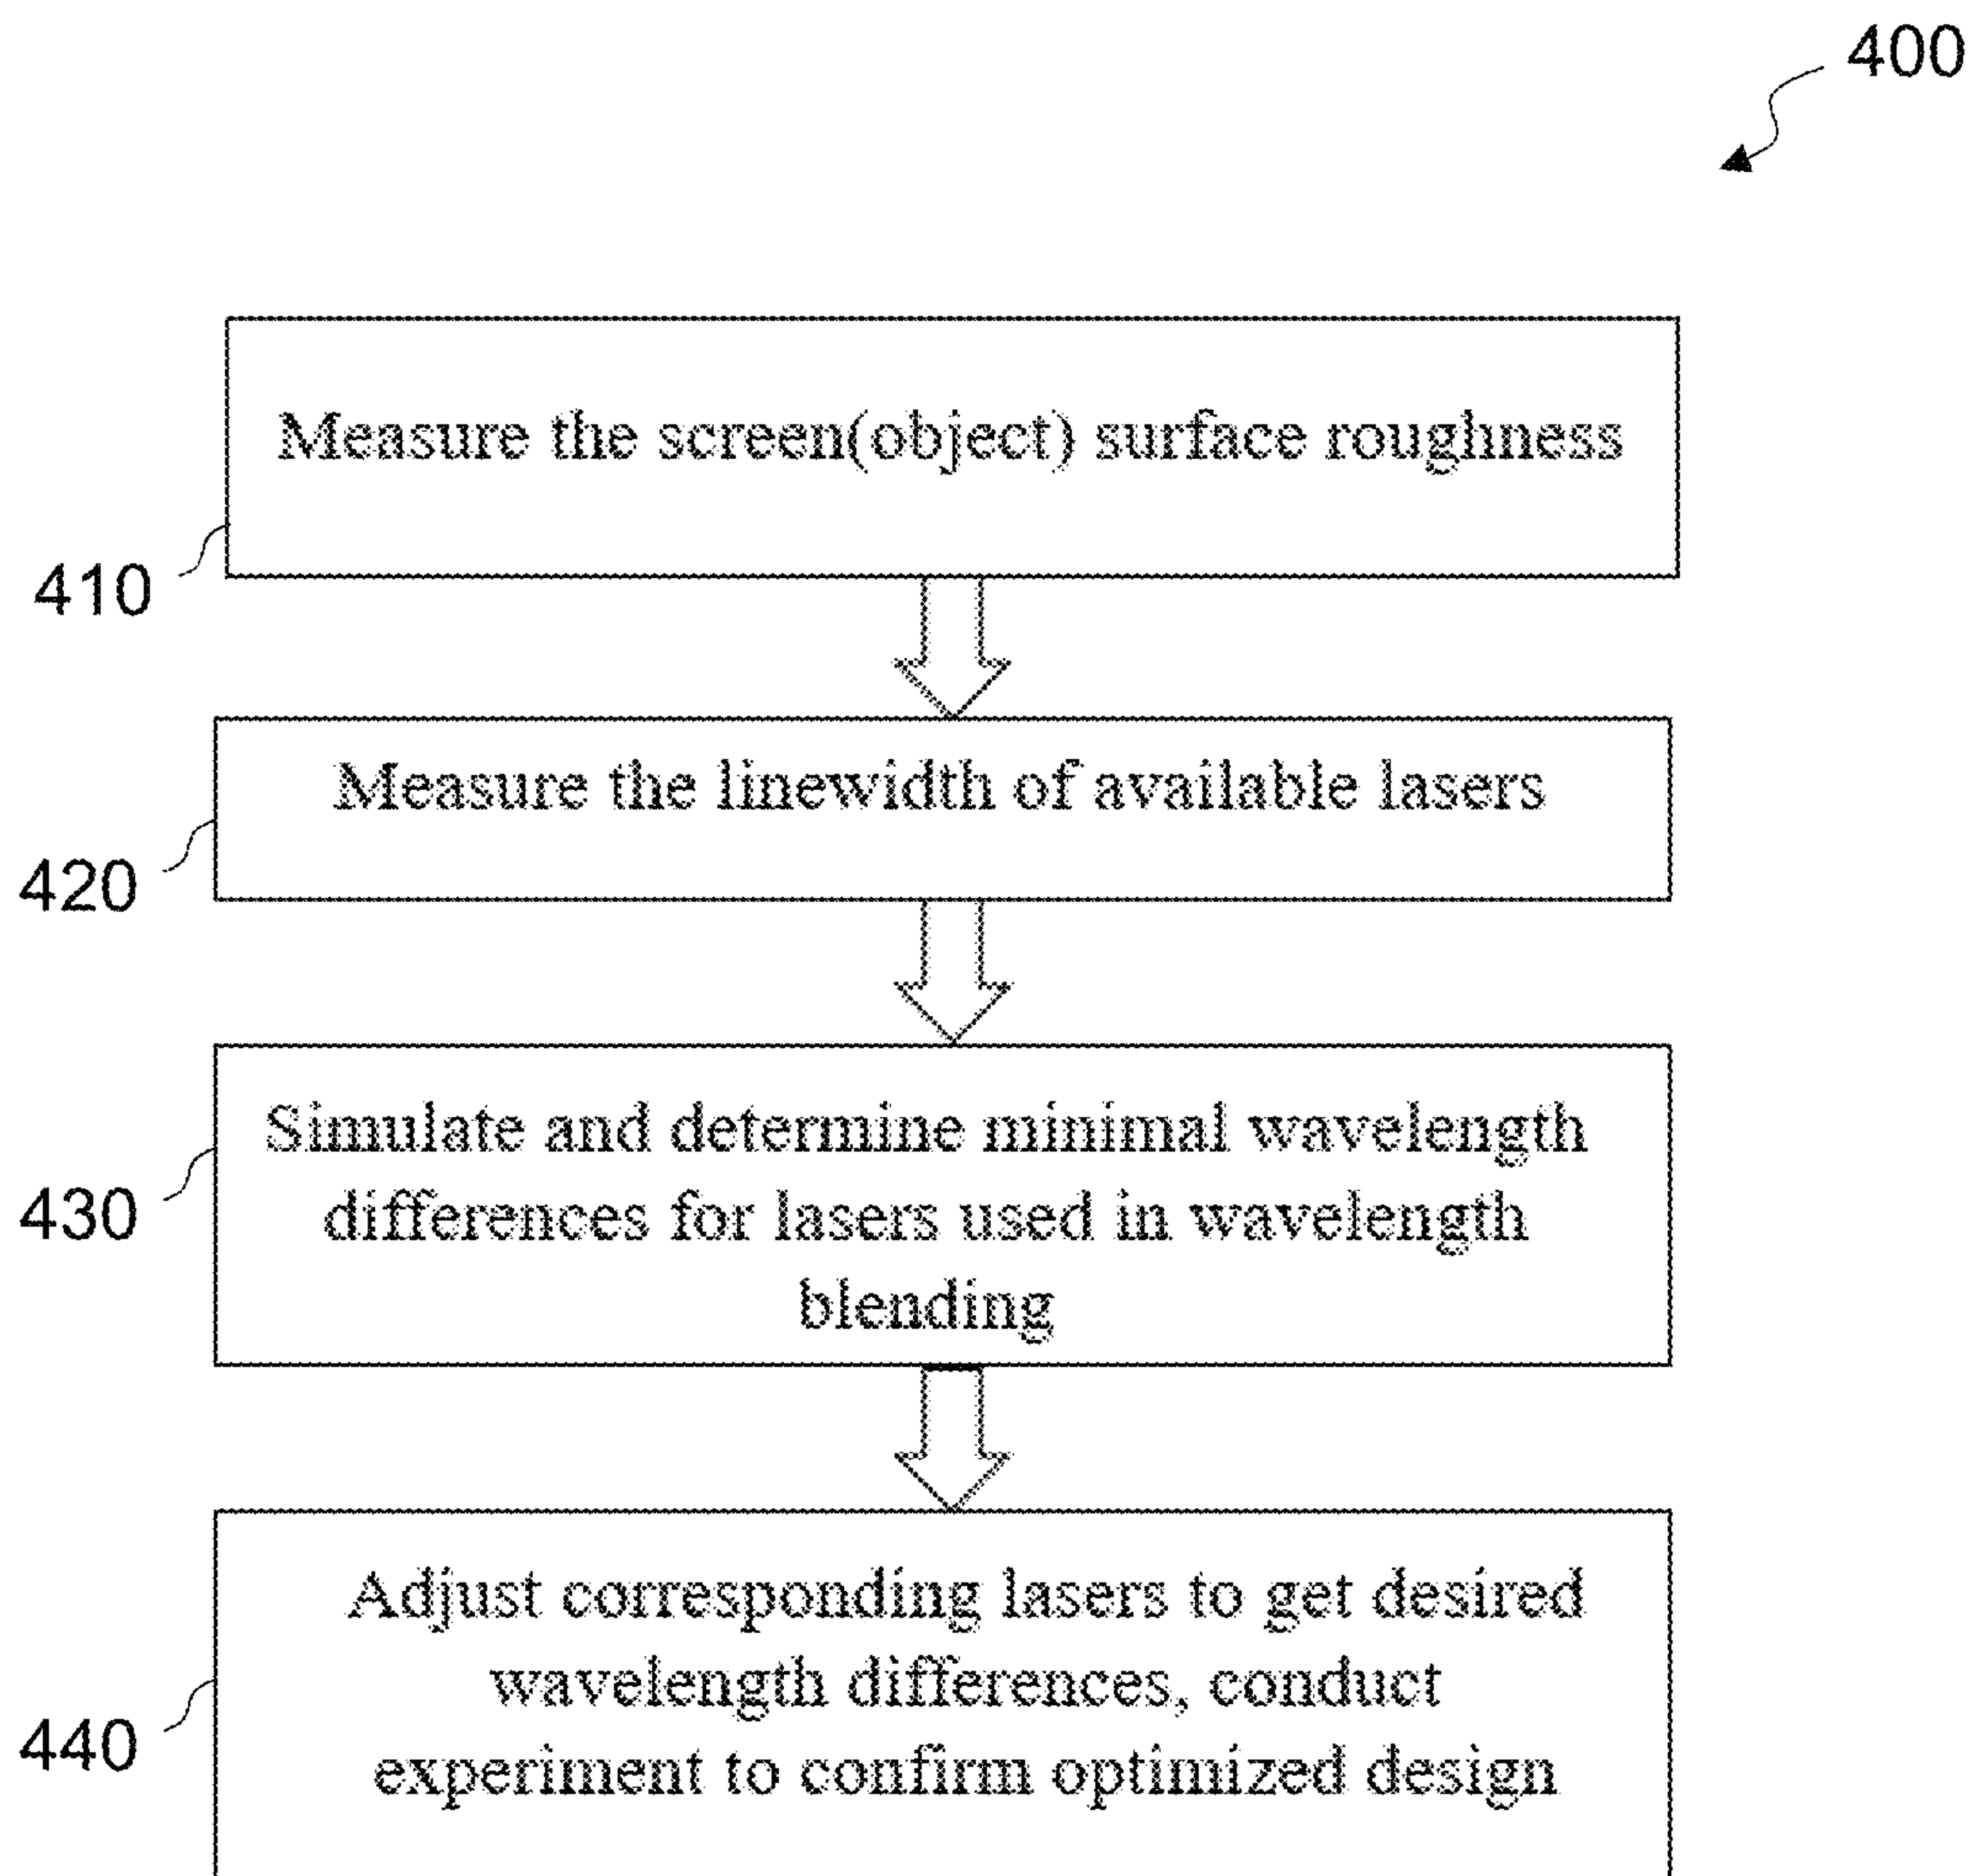 400
Measure the screen(object) surface roughness
410
Measure the linewidth of available lasers
420
Simulate and determine minimal wavelength
differences for lasers used in wavelength
blending
430
Adjust corresponding lasers to get desired
wavelength differences, conduct
experiment to confirm optimized design
440